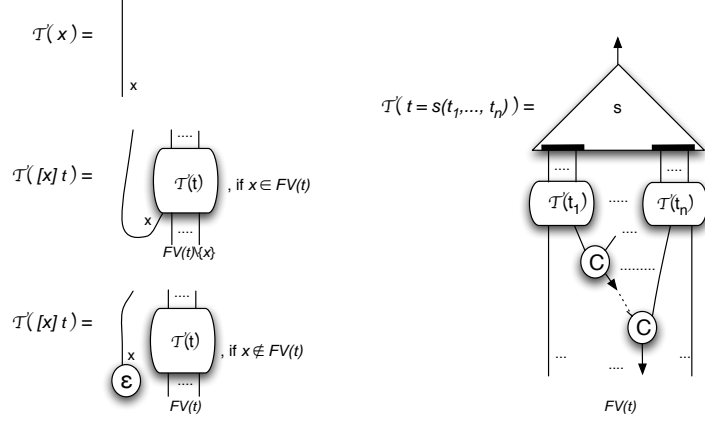 𝒯(x) =
x
....
𝒯([x] t) =
𝒯(t)
, if x ∈ FV(t)
x
....
FV(t)\{x}
....
𝒯([x] t) =
𝒯(t)
, if x ∉ FV(t)
x
ε
....
FV(t)
𝒯(t = s(t₁,..., tₙ)) =
s
.... ....
𝒯(t₁) ..... 𝒯(tₙ)
....
C .........
C
... .... ...
FV(t)